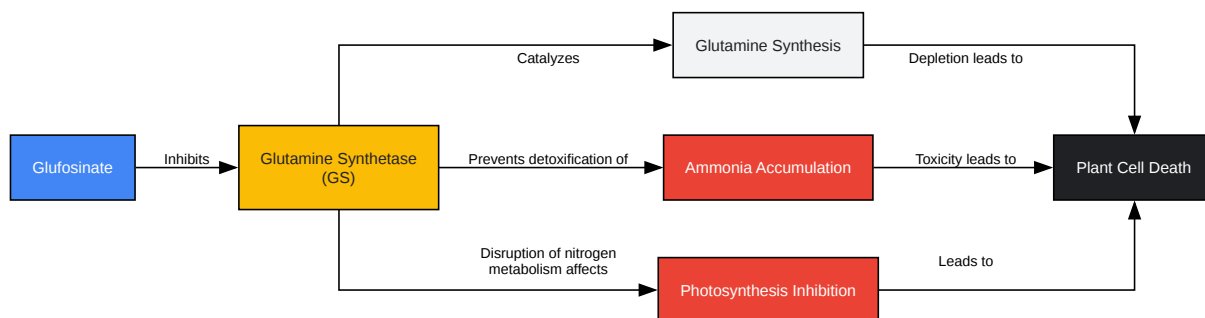 Catalyzes
Glutamine Synthesis
Depletion leads to
Glufosinate
Inhibits
Glutamine Synthetase
(GS)
Prevents detoxification of
Ammonia Accumulation
Toxicity leads to
Plant Cell Death
Disruption of nitrogen
metabolism affects
Photosynthesis Inhibition
Leads to